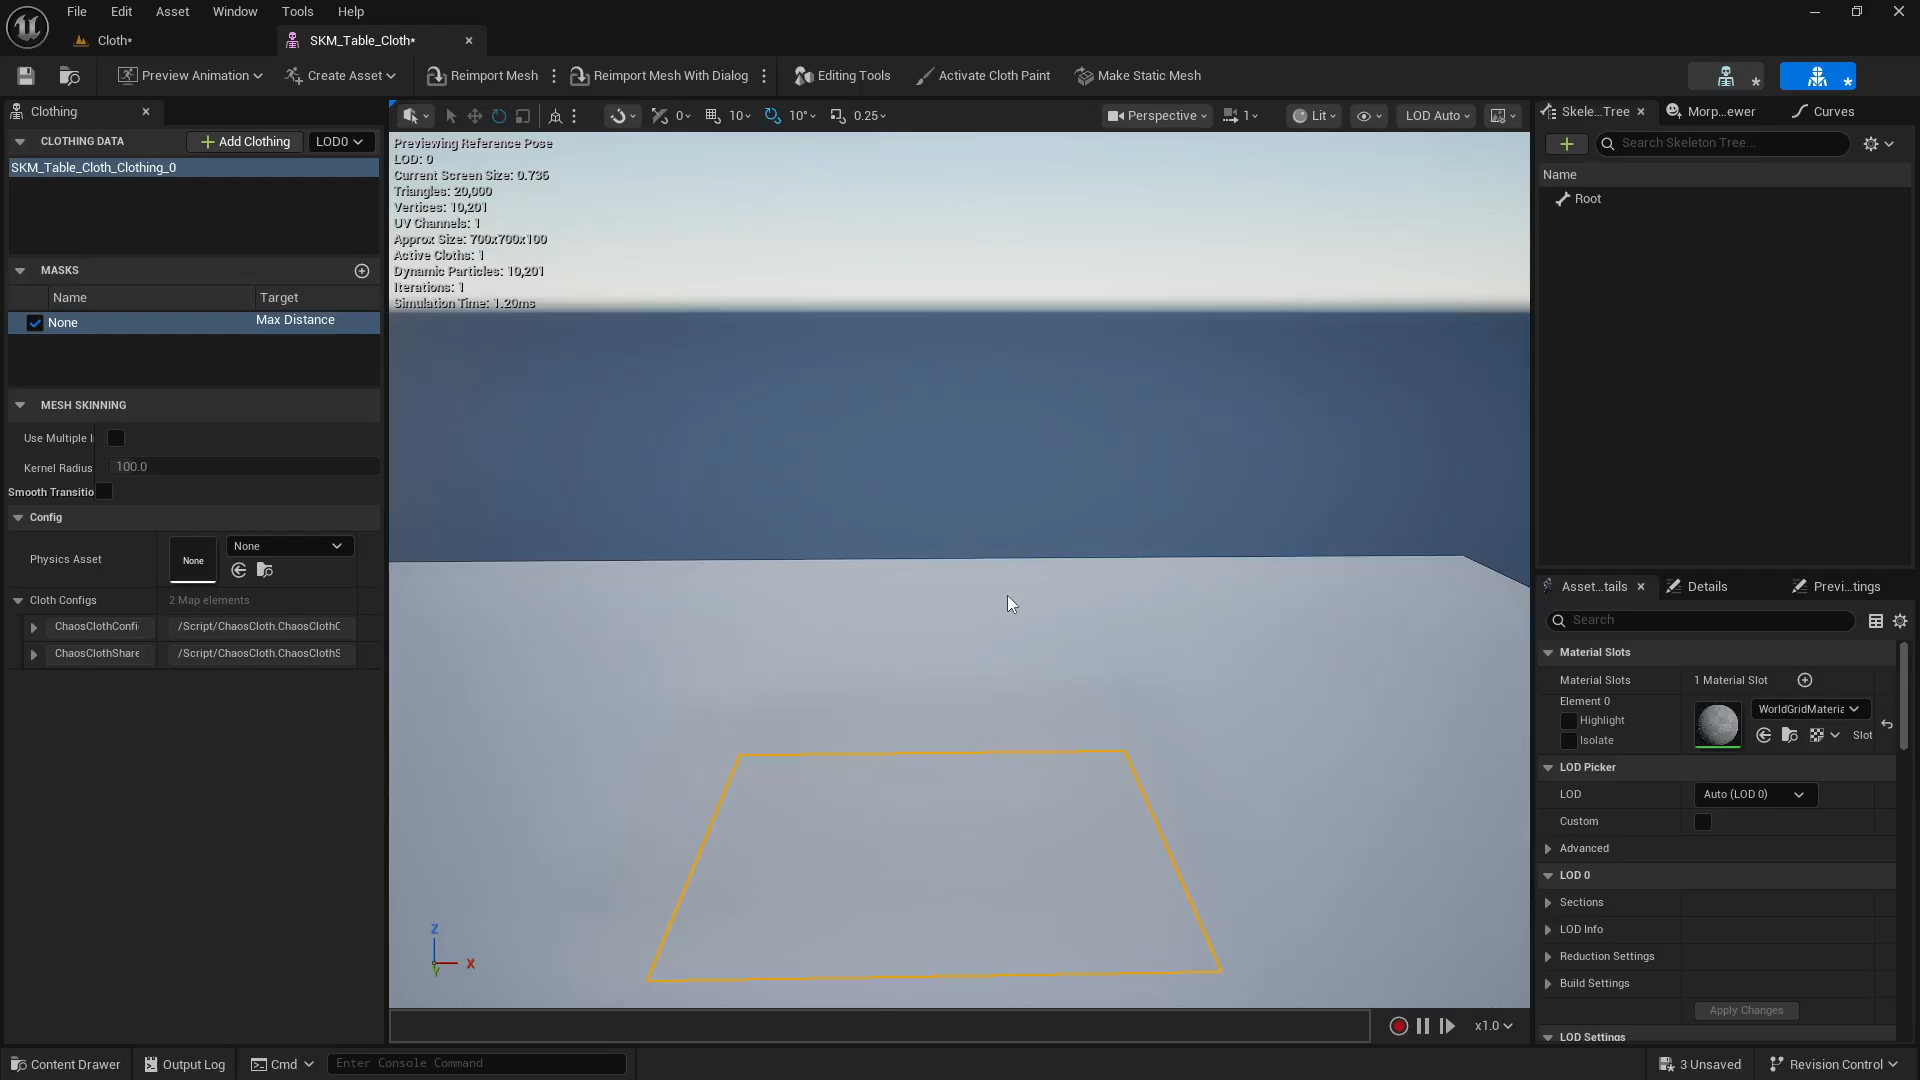 File Edit Asset Window Tools Help
Cloth*
SKM_Table_Cloth*
Preview Animation Create Asset Reimport Mesh Reimport Mesh With Dialog Editing Tools Activate Cloth Paint Make Static Mesh
Clothing
CLOTHING DATA Add Clothing LOD0
SKM_Table_Cloth_Clothing_0
MASKS
Name Target
None Max Distance
MESH SKINNING
Use Multiple I
Kernel Radius 100.0
Smooth Transitio
Config
Physics Asset None None
Cloth Configs 2 Map elements
ChaosClothConfi /Script/ChaosCloth.ChaosClothC
ChaosClothShare /Script/ChaosCloth.ChaosClothS
0 10 10° 0.25 Perspective 1 Lit LOD Auto
Previewing Reference Pose
LOD: 0
Current Screen Size: 0.736
Triangles: 20,000
Vertices: 10,201
UV Channels: 1
Approx Size: 700x700x100
Active Cloths: 1
Dynamic Particles: 10,201
Iterations: 1
Simulation Time: 1.20ms
Z
X
Y
x1.0
Skele...Tree Morp...ewer Curves
Search Skeleton Tree...
Name
Root
Asset...tails Details Previ...tings
Search
Material Slots
Material Slots 1 Material Slot
Element 0
Highlight
Isolate
WorldGridMateria
Slot
LOD Picker
LOD Auto (LOD 0)
Custom
Advanced
LOD 0
Sections
LOD Info
Reduction Settings
Build Settings
Apply Changes
LOD Settings
Content Drawer Output Log Cmd Enter Console Command 3 Unsaved Revision Control